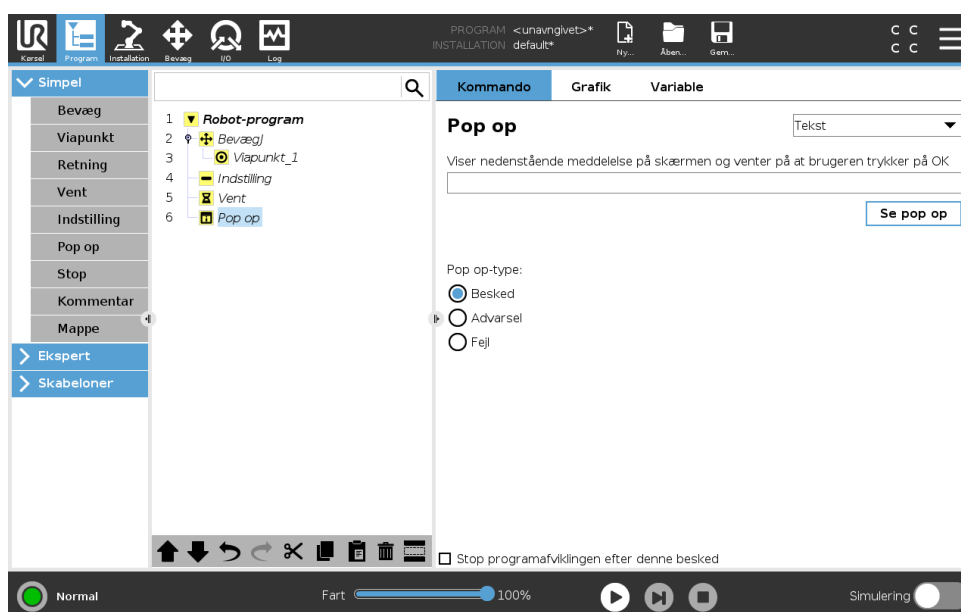 UR PROGRAM <unavngivet>* C C
INSTALLATION default* C C
Kørsel Program Installation Bevæg I/O Log Ny... Åben... Gem...
Simpel
Bevæg
Viapunkt
Retning
Vent
Indstilling
Pop op
Stop
Kommentar
Mappe
Ekspert
Skabeloner
1 Robot-program
2 BevægJ
3 Viapunkt_1
4 Indstilling
5 Vent
6 Pop op
Kommando Grafik Variable
Pop op Tekst
Viser nedenstående meddelelse på skærmen og venter på at brugeren trykker på OK
Se pop op
Pop op-type:
Besked
Advarsel
Fejl
Stop programafviklingen efter denne besked
Normal Fart 100% Simulering